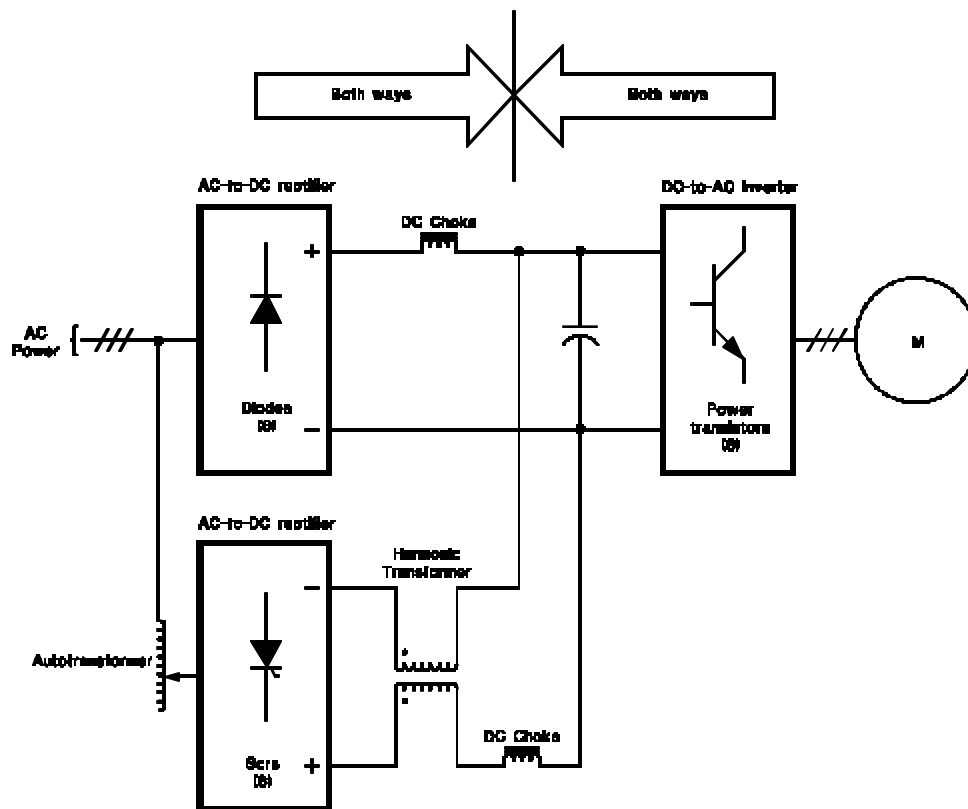 Both ways
Both ways
AC-to-DC rectifier
DC-to-AC Inverter
DC Choke
+
AC
Power
M
Diodes
(6)
−
Power
transistors
(6)
AC-to-DC rectifier
Harmonic
Transformer
−
Autotransformer
DC Choke
Scrs
(6)
+